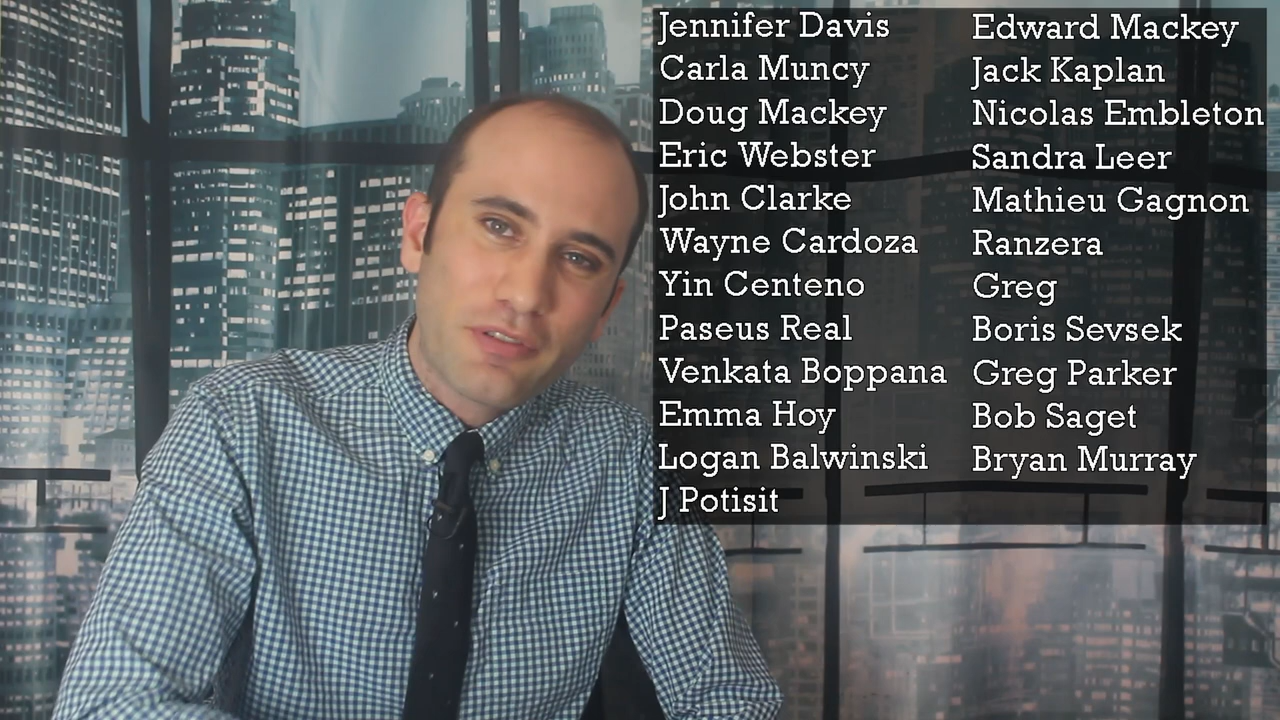 Jennifer Davis
Carla Muncy
Doug Mackey
Eric Webster
John Clarke
Wayne Cardoza
Yin Centeno
Paseus Real
Venkata Boppana
Emma Hoy
Logan Balwinski
J Potisit
Edward Mackey
Jack Kaplan
Nicolas Embleton
Sandra Leer
Mathieu Gagnon
Ranzera
Greg
Boris Sevsek
Greg Parker
Bob Saget
Bryan Murray